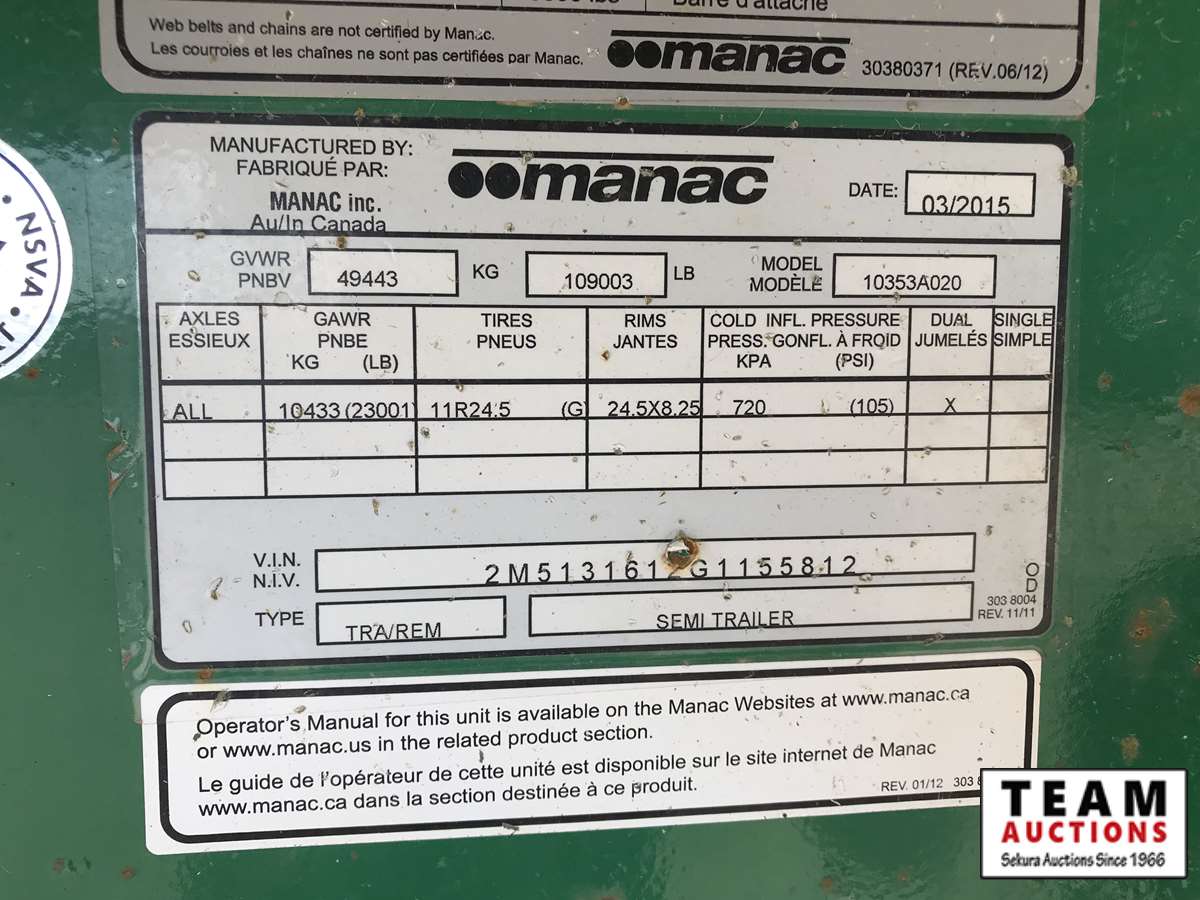 Barre d'attache
Web belts and chains are not certified by Manac.
Les courroies et les chaînes ne sont pas certifiées par Manac.
manac
30380371 (REV.06/12)
MANUFACTURED BY:
FABRIQUÉ PAR:
MANAC inc.
Au/In Canada
manac
DATE: 03/2015
GVWR
PNBV
49443 KG 109003 LB
MODEL
MODÈLE
10353A020
AXLES GAWR TIRES RIMS COLD INFL. PRESSURE DUAL SINGLE
ESSIEUX PNBE PNEUS JANTES PRESS. GONFL. À FROID JUMELÉS SIMPLE
KG (LB) KPA (PSI)
ALL 10433 (23001) 11R24.5 (G) 24.5X8.25 720 (105) X
V.I.N.
N.I.V.
2M5131612G1155812
TYPE TRA/REM SEMI TRAILER
OD
303 8004
REV. 11/11
Operator's Manual for this unit is available on the Manac Websites at www.manac.ca
or www.manac.us in the related product section.
Le guide de l'opérateur de cette unité est disponible sur le site internet de Manac
www.manac.ca dans la section destinée à ce produit.
REV. 01/12 303
NSVA
TEAM
AUCTIONS
Sekura Auctions Since 1966